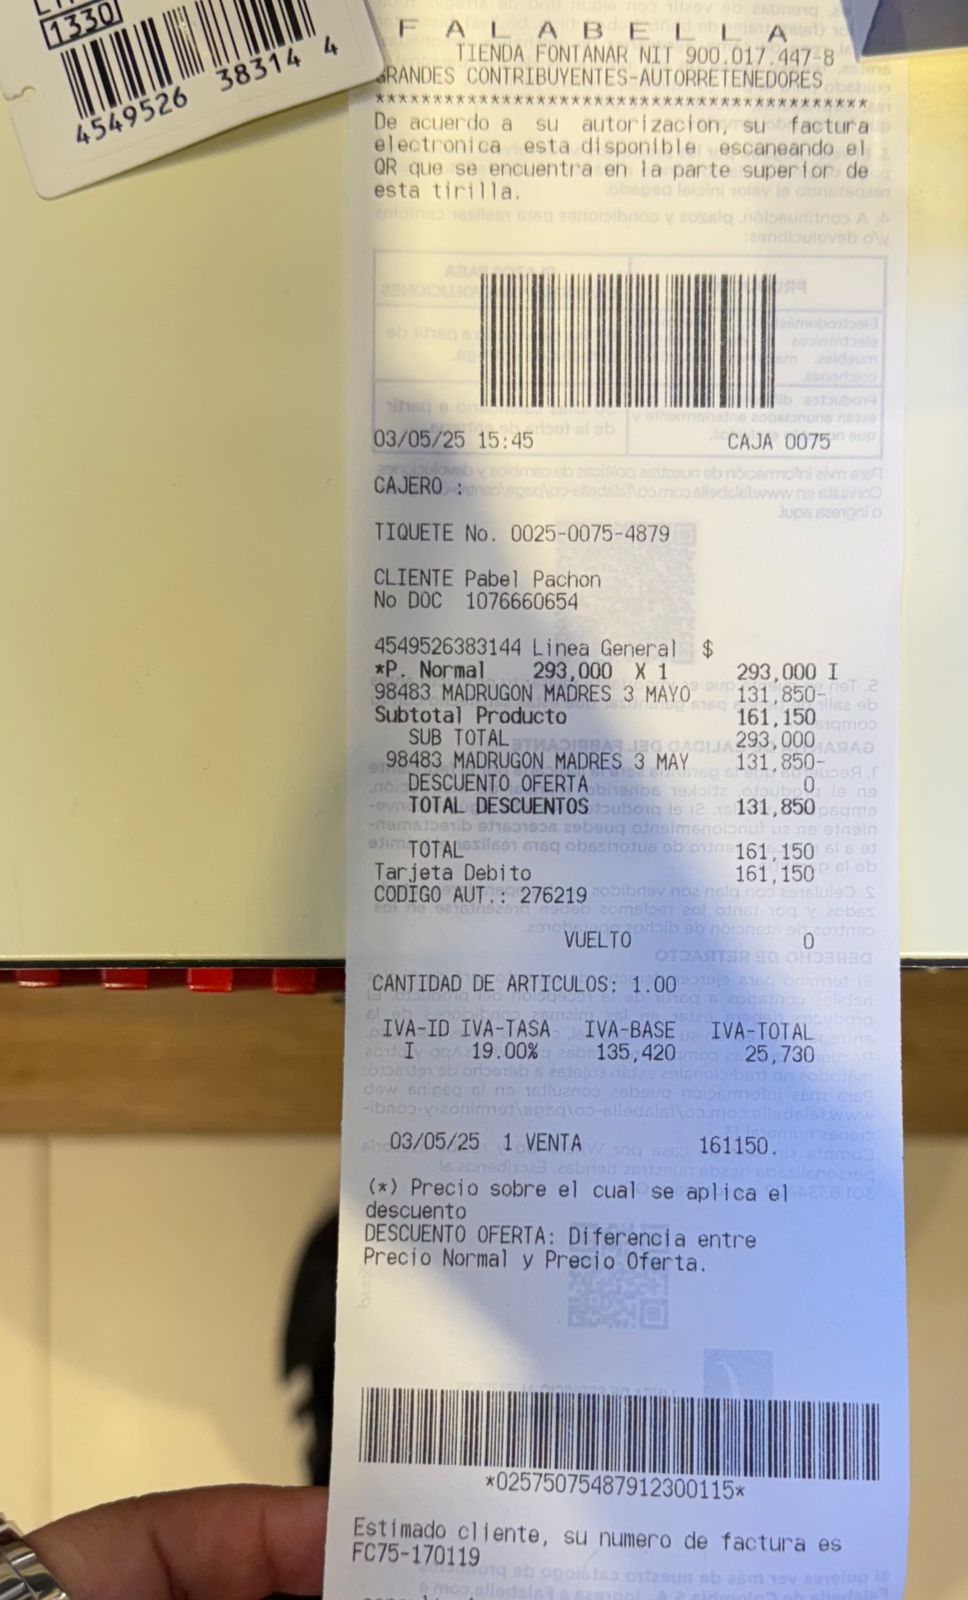 1330
4549526 38314 4
FALABELLA
TIENDA FONTANAR NIT 900.017.447-8
GRANDES CONTRIBUYENTES-AUTORRETENEDORES
*******************************************
De acuerdo a su autorizacion, su factura
electronica esta disponible escaneando el
QR que se encuentra en la parte superior de
esta tirilla.
03/05/25 15:45 CAJA 0075
CAJERO :
TIQUETE No. 0025-0075-4879
CLIENTE Pabel Pachon
No DOC 1076660654
4549526383144 Linea General $
*P. Normal 293,000 X 1 293,000 I
98483 MADRUGON MADRES 3 MAYO 131,850-
Subtotal Producto 161,150
SUB TOTAL 293,000
98483 MADRUGON MADRES 3 MAY 131,850-
DESCUENTO OFERTA 0
TOTAL DESCUENTOS 131,850
TOTAL 161,150
Tarjeta Debito 161,150
CODIGO AUT.: 276219
VUELTO 0
CANTIDAD DE ARTICULOS: 1.00
IVA-ID IVA-TASA IVA-BASE IVA-TOTAL
I 19.00% 135,420 25,730
03/05/25 1 VENTA 161150.
(*) Precio sobre el cual se aplica el
descuento
DESCUENTO OFERTA: Diferencia entre
Precio Normal y Precio Oferta.
*02575075487912300115*
Estimado cliente, su numero de factura es
FC75-170119